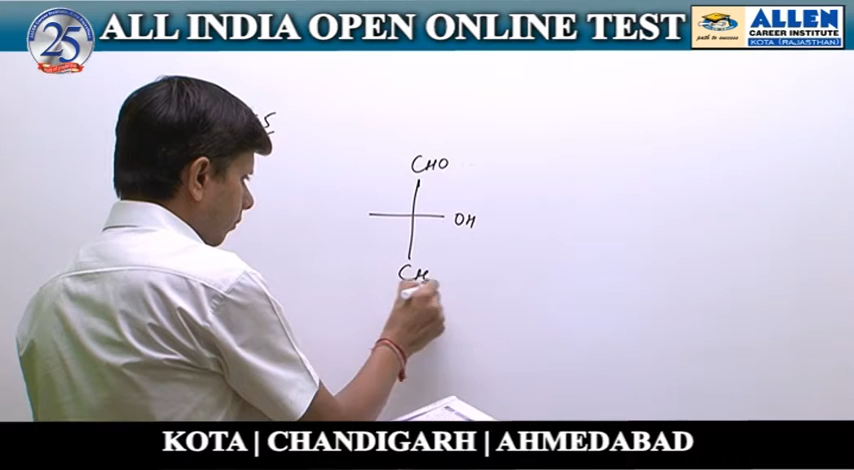 25
ALL INDIA OPEN ONLINE TEST
path to success
ALLEN
CAREER INSTITUTE
KOTA (RAJASTHAN)
CHO
OH
CH
KOTA | CHANDIGARH | AHMEDABAD